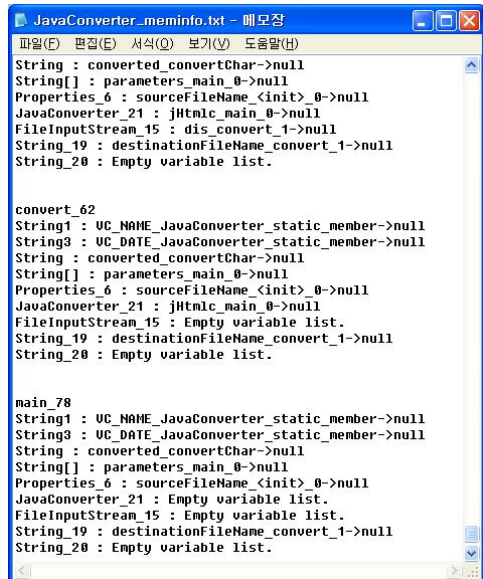 JavaConverter_meminfo.txt - 메모장
파일(F) 편집(E) 서식(O) 보기(V) 도움말(H)
String : converted_convertChar->null
String[] : parameters_main_0->null
Properties_6 : sourceFileName_<init>_0->null
JavaConverter_21 : jHtmlc_main_0->null
FileInputStream_15 : dis_convert_1->null
String_19 : destinationFileName_convert_1->null
String_20 : Empty variable list.
convert_62
String1 : VC_NAME_JavaConverter_static_member->null
String3 : VC_DATE_JavaConverter_static_member->null
String : converted_convertChar->null
String[] : parameters_main_0->null
Properties_6 : sourceFileName_<init>_0->null
JavaConverter_21 : jHtmlc_main_0->null
FileInputStream_15 : Empty variable list.
String_19 : destinationFileName_convert_1->null
String_20 : Empty variable list.
main_78
String1 : VC_NAME_JavaConverter_static_member->null
String3 : VC_DATE_JavaConverter_static_member->null
String : converted_convertChar->null
String[] : parameters_main_0->null
Properties_6 : sourceFileName_<init>_0->null
JavaConverter_21 : Empty variable list.
FileInputStream_15 : Empty variable list.
String_19 : destinationFileName_convert_1->null
String_20 : Empty variable list.